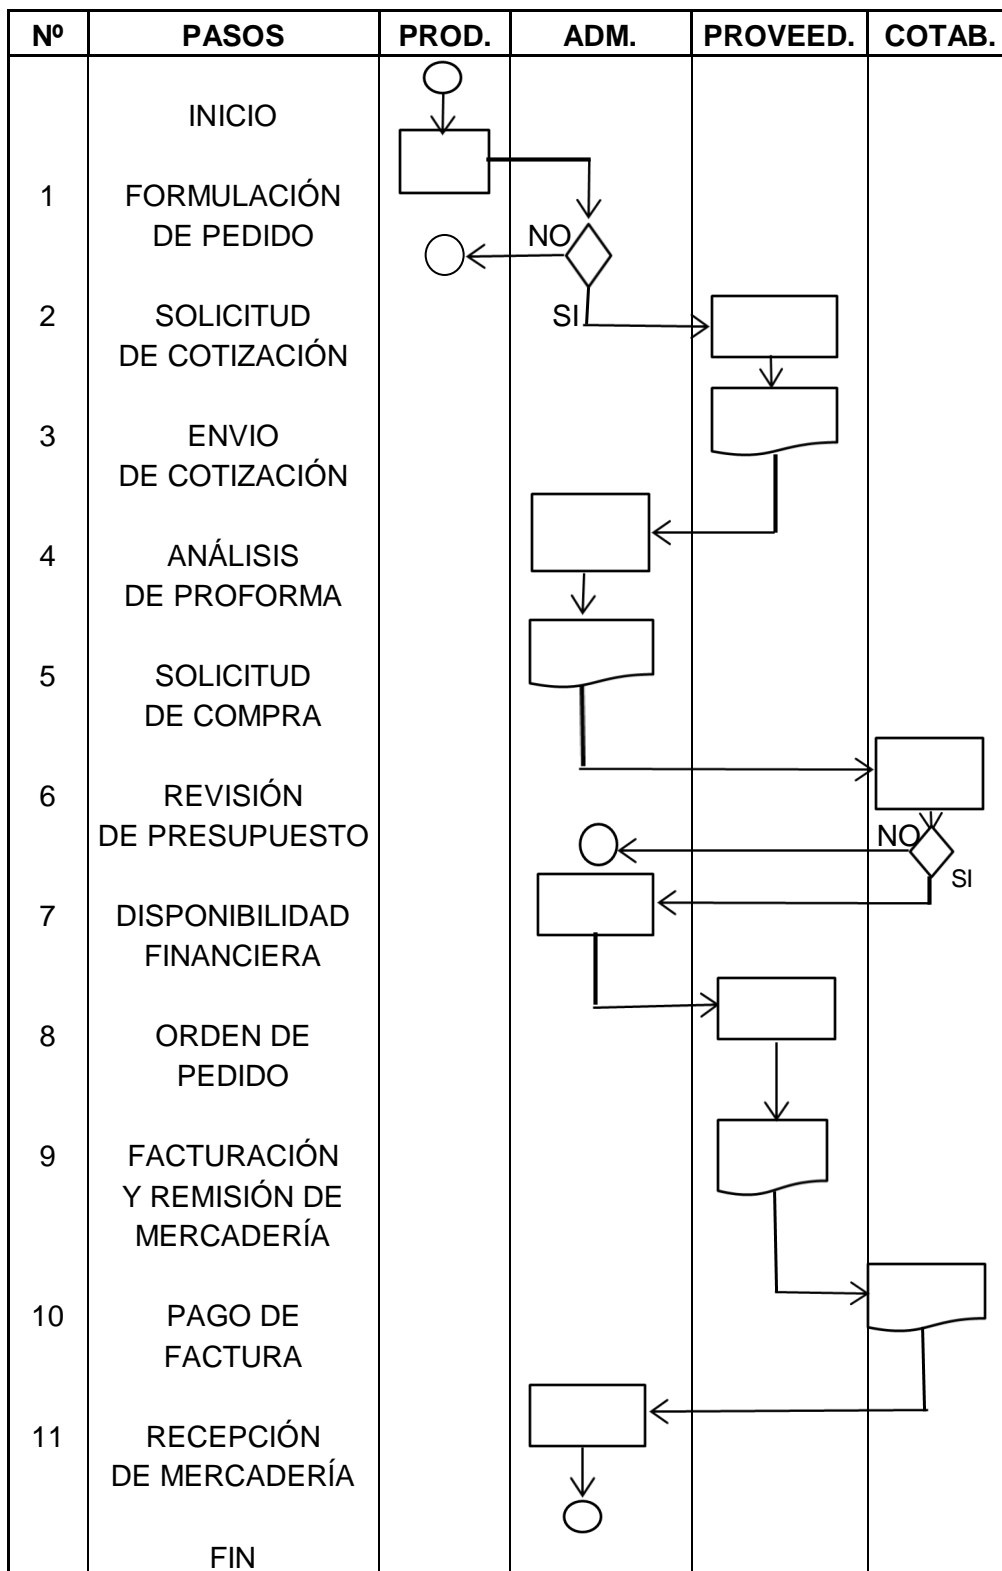 Nº PASOS PROD. ADM. PROVEED. COTAB.
INICIO
1 FORMULACIÓN
DE PEDIDO
NO
2 SOLICITUD SI
DE COTIZACIÓN
3 ENVIO
DE COTIZACIÓN
4 ANÁLISIS
DE PROFORMA
5 SOLICITUD
DE COMPRA
6 REVISIÓN
DE PRESUPUESTO NO
SI
7 DISPONIBILIDAD
FINANCIERA
8 ORDEN DE
PEDIDO
9 FACTURACIÓN
Y REMISIÓN DE
MERCADERÍA
10 PAGO DE
FACTURA
11 RECEPCIÓN
DE MERCADERÍA
FIN